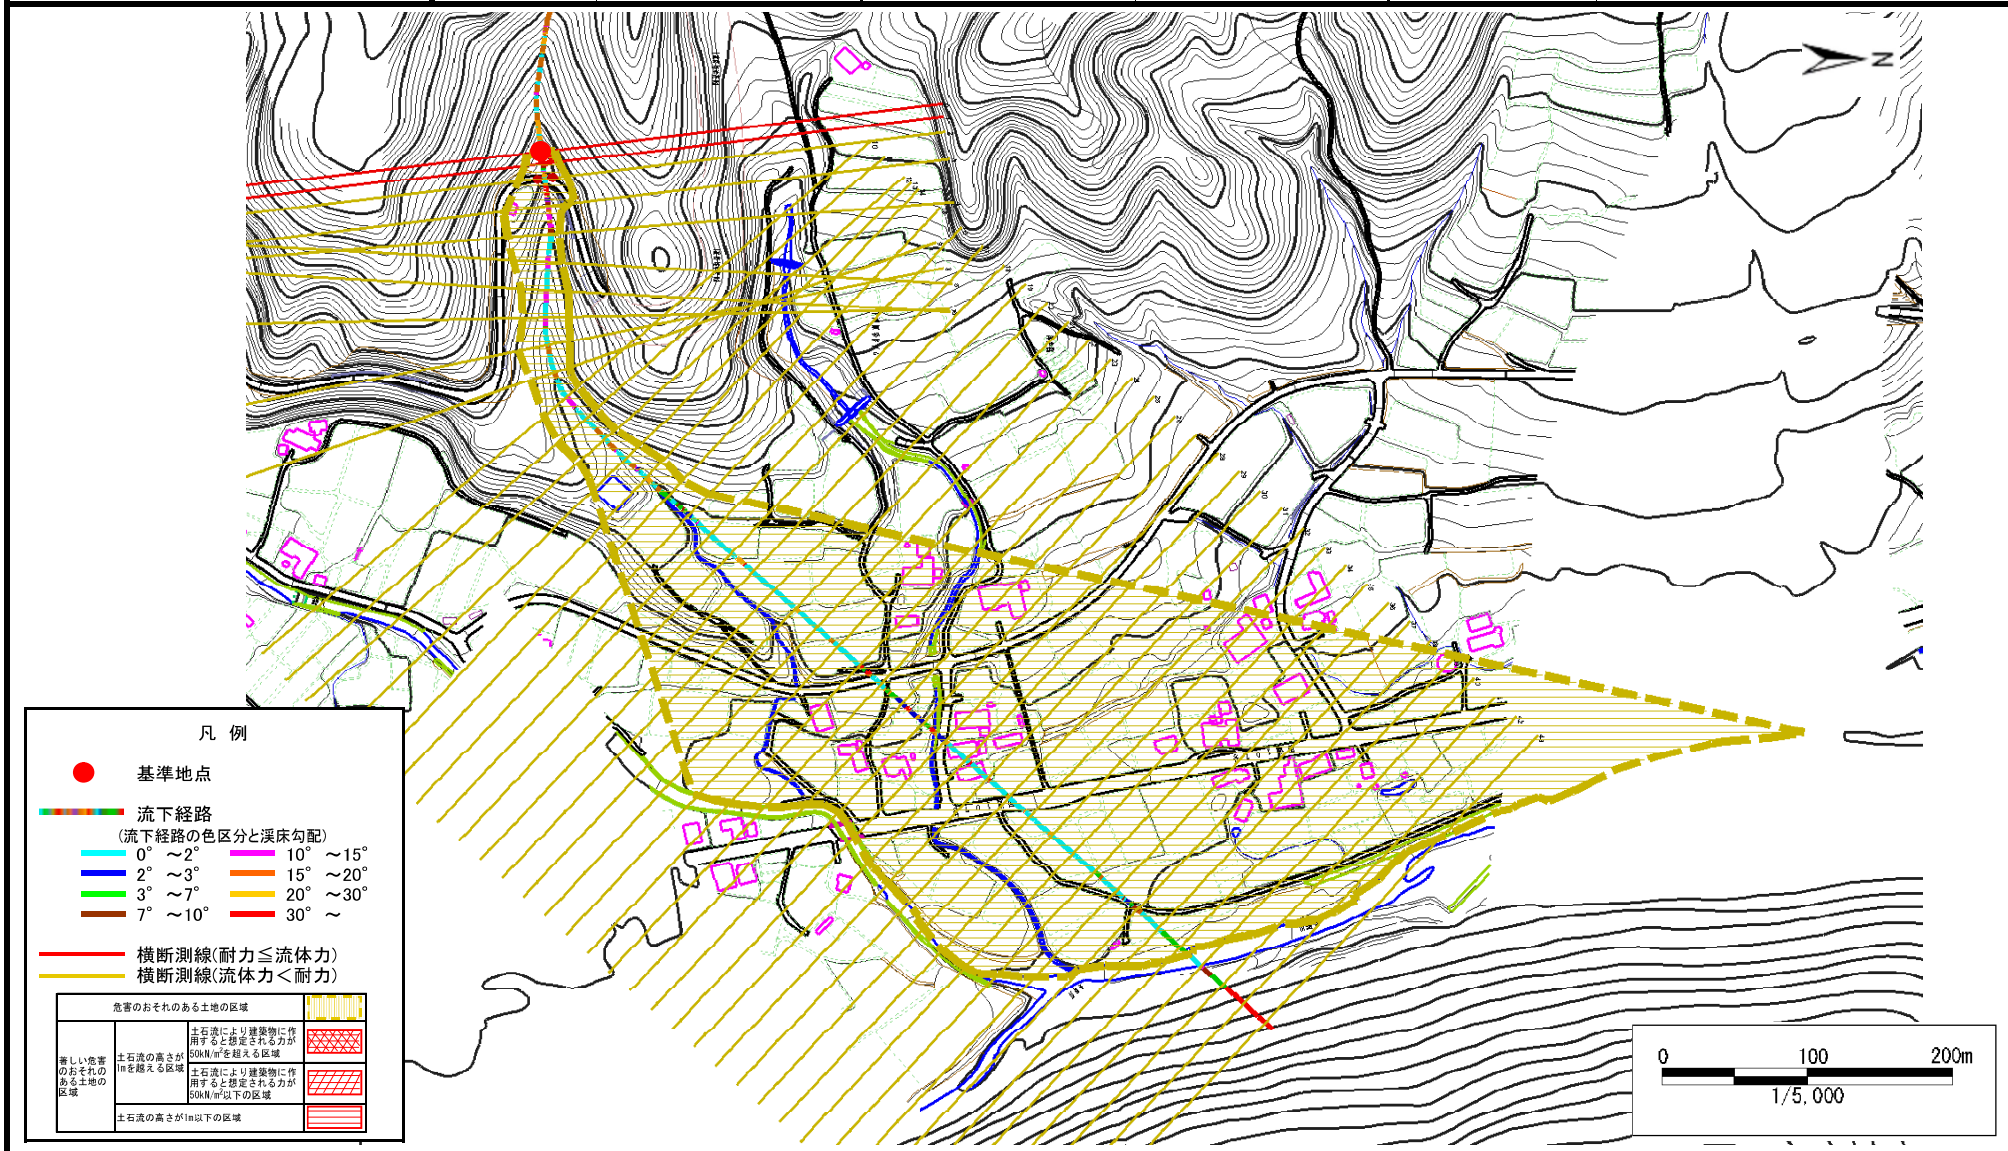 N
凡 例
基準地点
流下経路
(流下経路の色区分と渓床勾配)
0° ～2° 10° ～15°
2° ～3° 15° ～20°
3° ～7° 20° ～30°
7° ～10° 30° ～
横断測線(耐力≦流体力)
横断測線(流体力＜耐力)
危害のおそれのある土地の区域
著しい危害
のおそれの
ある土地の
区域
土石流の高さが
1mを越える区域
土石流により建築物に作
用すると想定される力が
50kN/m²を超える区域
土石流により建築物に作
用すると想定される力が
50kN/m²以下の区域
土石流の高さが1m以下の区域
0 100 200m
1/5,000